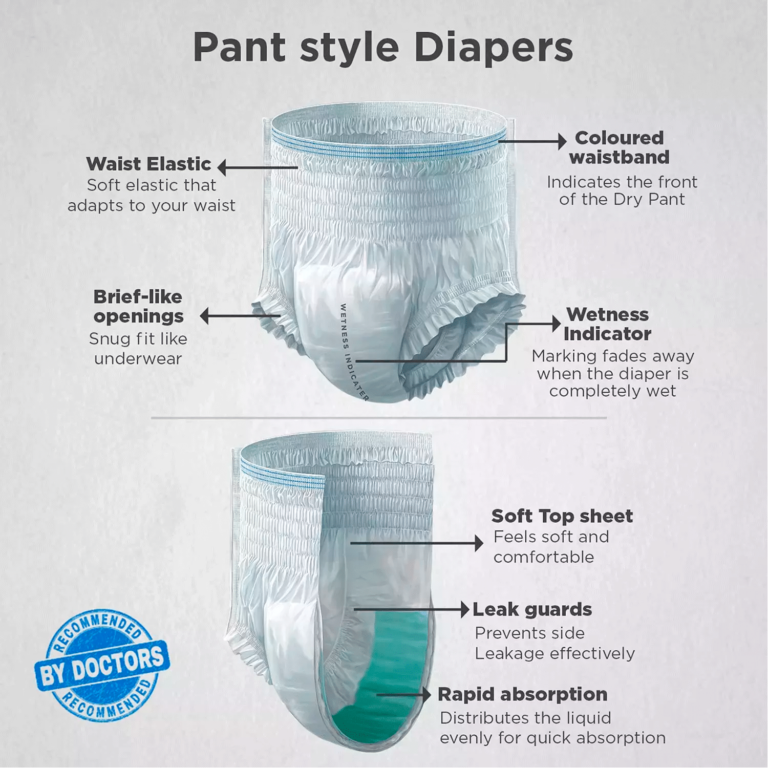 Pant style Diapers
Waist Elastic
Soft elastic that
adapts to your waist
Coloured
waistband
Indicates the front
of the Dry Pant
Brief-like
openings
Snug fit like
underwear
WETNESS INDICATER
Wetness
Indicator
Marking fades away
when the diaper is
completely wet
Soft Top sheet
Feels soft and
comfortable
Leak guards
Prevents side
Leakage effectively
Rapid absorption
Distributes the liquid
evenly for quick absorption
RECOMMENDED
BY DOCTORS
RECOMMENDED